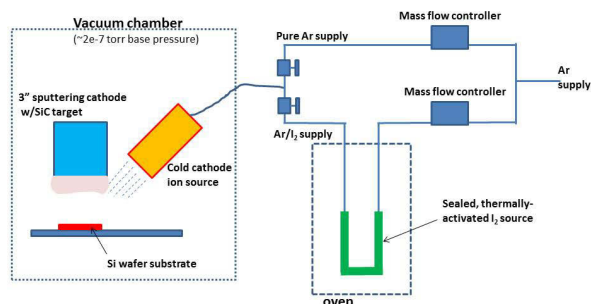 Vacuum chamber
(~2e-7 torr base pressure)
3” sputtering cathode
w/SiC target
Cold cathode
ion source
Si wafer substrate
Pure Ar supply
Ar/I₂ supply
Mass flow controller
Mass flow controller
Ar
supply
Sealed, thermally-
activated I₂ source
oven